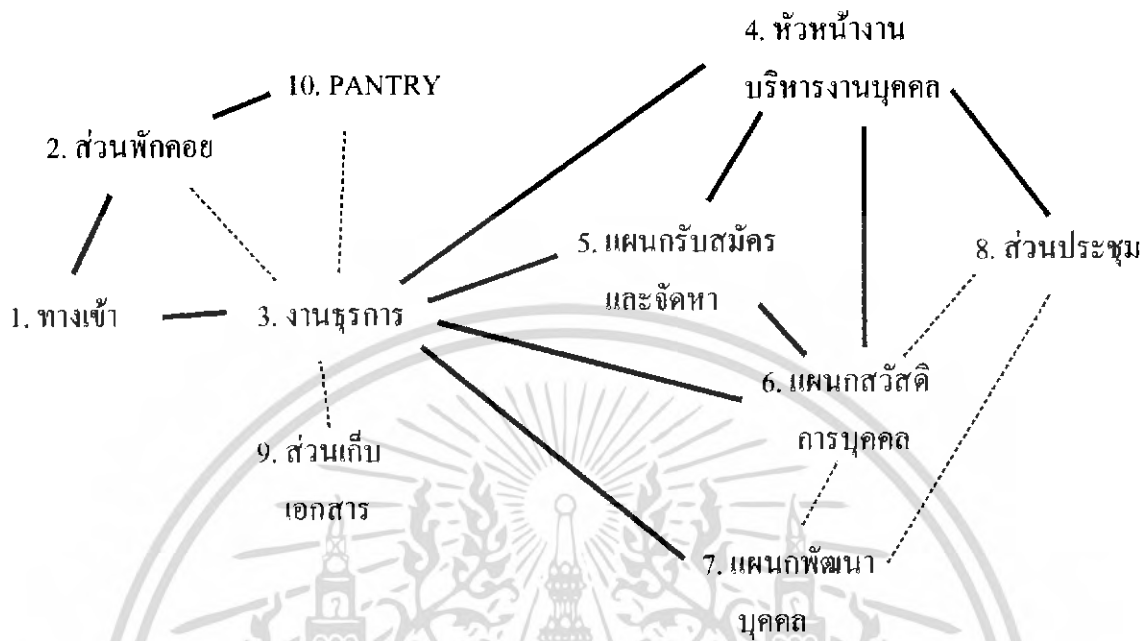 4. หัวหน้างาน
บริหารงานบุคคล
10. PANTRY
2. ส่วนพักคอย
5. แผนกรับสมัคร
และจัดหา
8. ส่วนประชุม
1. ทางเข้า
3. งานธุรการ
6. แผนกสวัสดิ
การบุคคล
9. ส่วนเก็บ
เอกสาร
7. แผนกพัฒนา
บุคคล